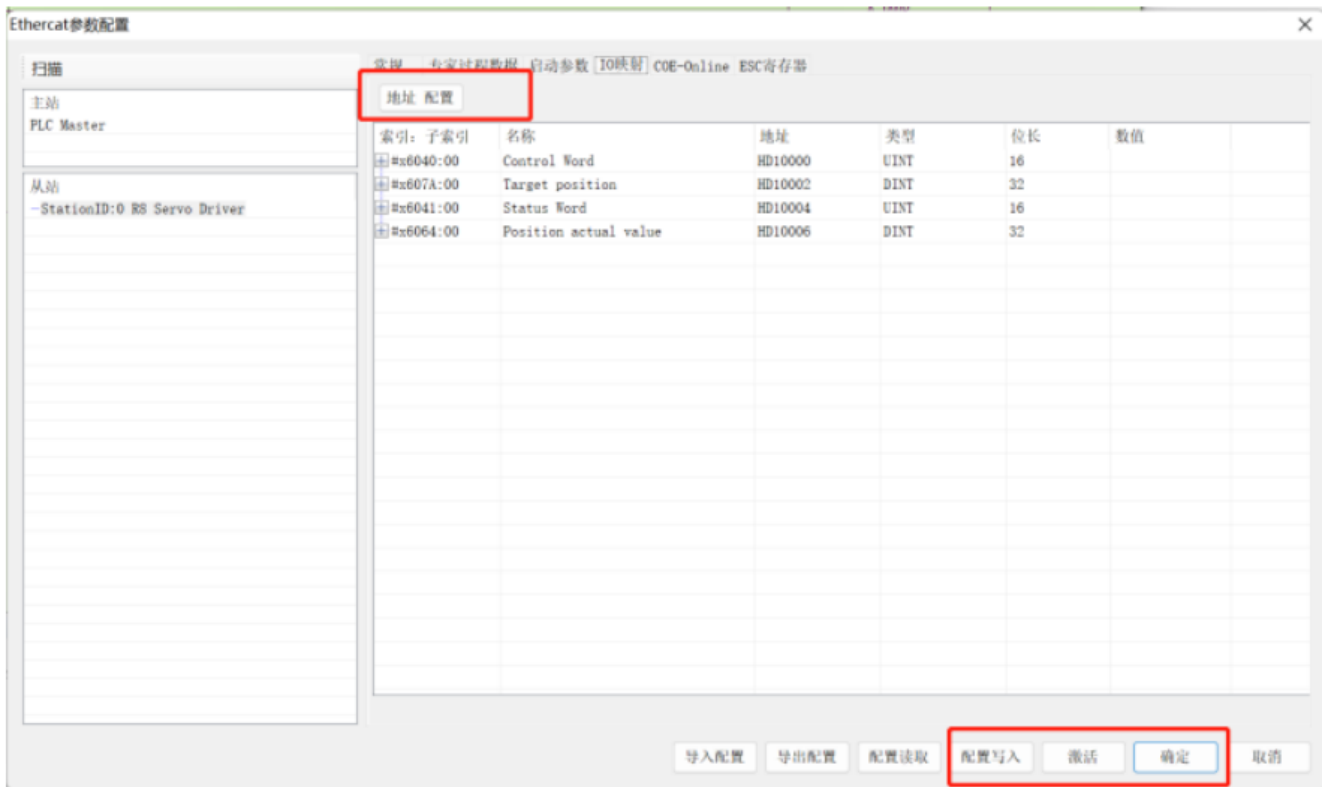 Ethercat参数配置
扫描
主站
PLC Master
从站
StationID:0 R8 Servo Driver
常规 专家过程数据 启动参数 IO映射 COE-Online ESC寄存器
地址 配置
索引: 子索引 名称 地址 类型 位长 数值
#x6040:00 Control Word HD10000 UINT 16
#x607A:00 Target position HD10002 DINT 32
#x6041:00 Status Word HD10004 UINT 16
#x6064:00 Position actual value HD10006 DINT 32
导入配置 导出配置 配置读取 配置写入 激活 确定 取消